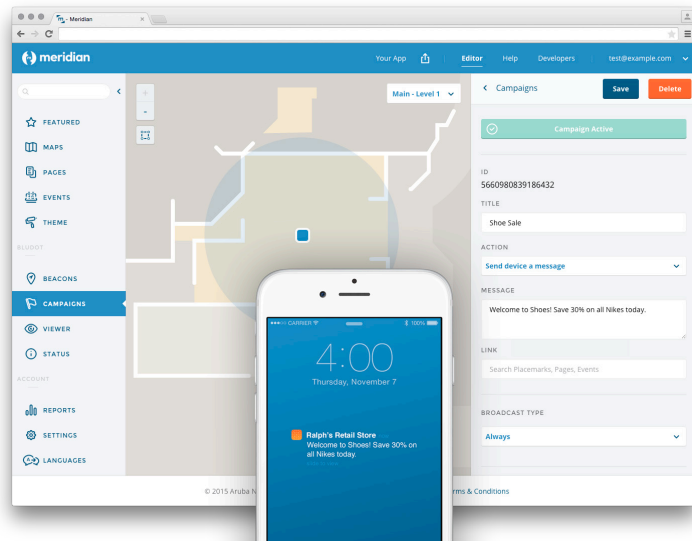 - Meridian
meridian
Your App
Editor
Help
Developers
test@example.com
FEATURED
MAPS
PAGES
EVENTS
THEME
BLUDOT
BEACONS
CAMPAIGNS
VIEWER
STATUS
ACCOUNT
REPORTS
SETTINGS
LANGUAGES
+
-
Main - Level 1
Campaigns
Save
Delete
Campaign Active
ID
5660980839186432
TITLE
Shoe Sale
ACTION
Send device a message
MESSAGE
Welcome to Shoes! Save 30% on all Nikes today.
LINK
Search Placemarks, Pages, Events
BROADCAST TYPE
Always
CARRIER
100%
4:00
Thursday, November 7
Ralph's Retail Store
Welcome to Shoes! Save 30% on
all Nikes today.
© 2015 Aruba
& Conditions